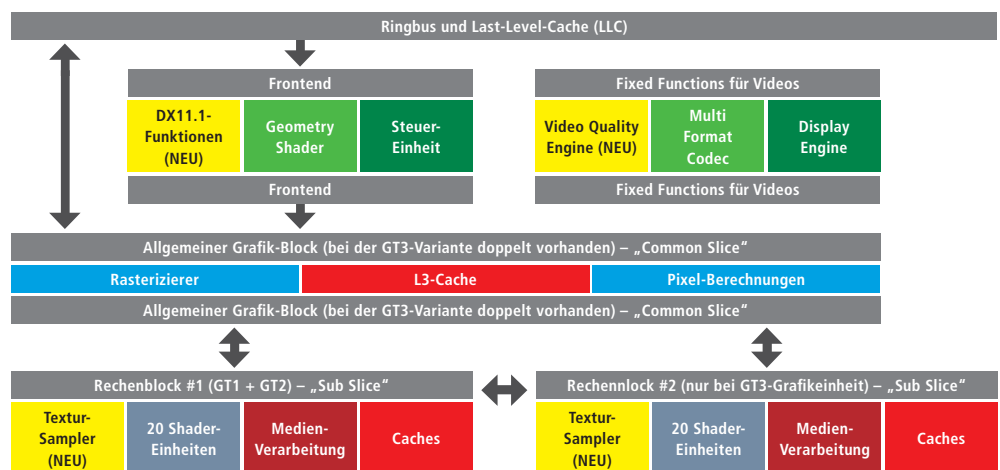 Ringbus und Last-Level-Cache (LLC)
Frontend
DX11.1-
Funktionen
(NEU)
Geometry
Shader
Steuer-
Einheit
Frontend
Fixed Functions für Videos
Video Quality
Engine (NEU)
Multi
Format
Codec
Display
Engine
Fixed Functions für Videos
Allgemeiner Grafik-Block (bei der GT3-Variante doppelt vorhanden) – „Common Slice“
Rasterizierer
L3-Cache
Pixel-Berechnungen
Allgemeiner Grafik-Block (bei der GT3-Variante doppelt vorhanden) – „Common Slice“
Rechenblock #1 (GT1 + GT2) – „Sub Slice“
Textur-
Sampler
(NEU)
20 Shader-
Einheiten
Medien-
Verarbeitung
Caches
Rechennlock #2 (nur bei GT3-Grafikeinheit) – „Sub Slice“
Textur-
Sampler
(NEU)
20 Shader-
Einheiten
Medien-
Verarbeitung
Caches